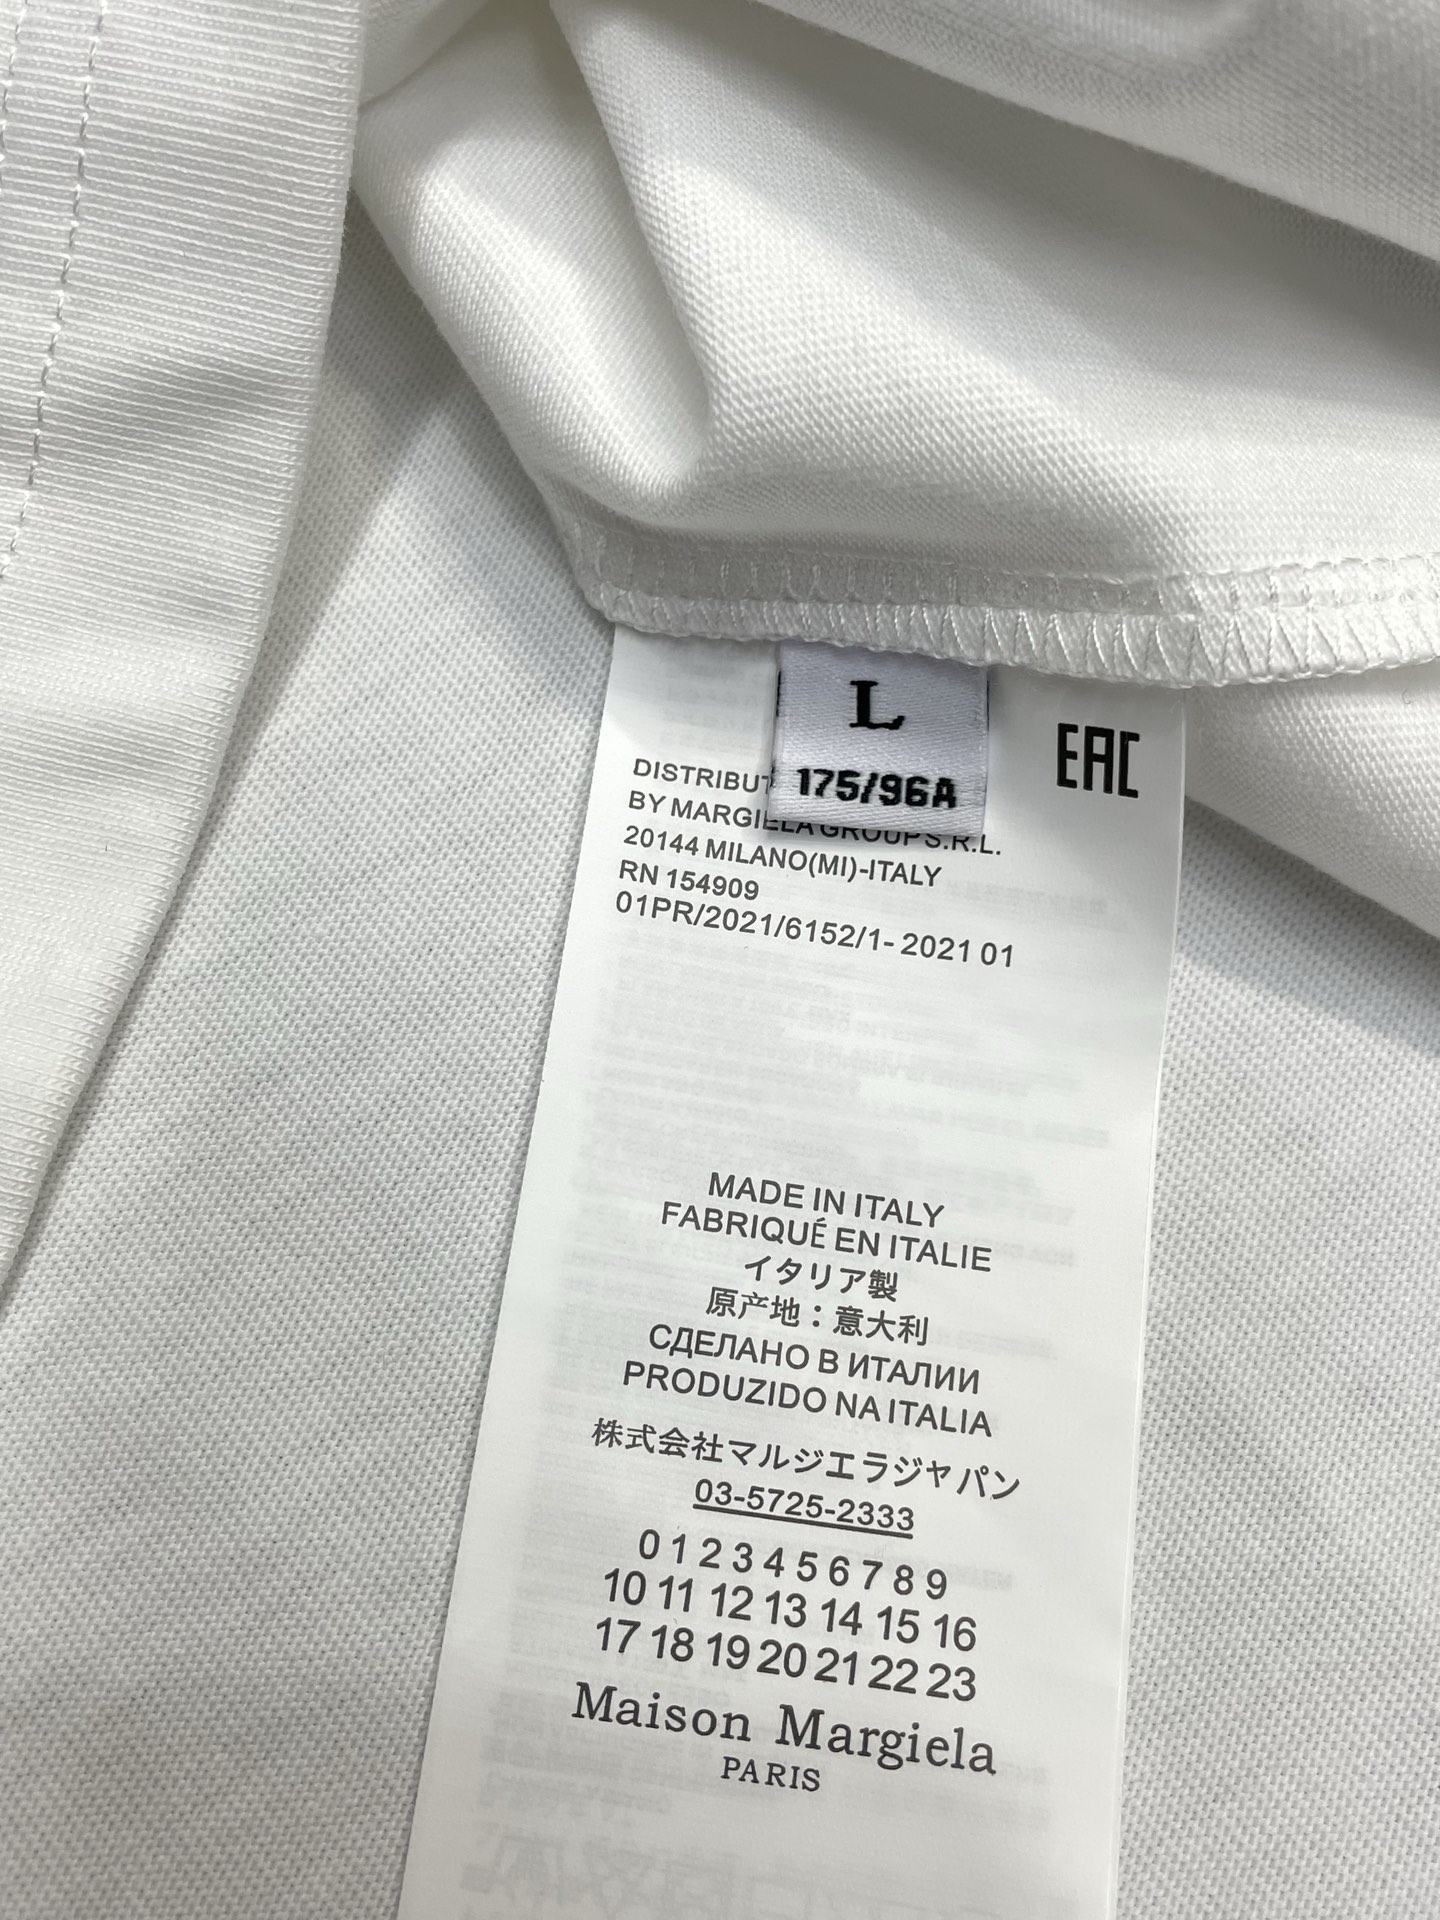 L
175/96A
EAC
DISTRIBUT
BY MARGIELA GROUP S.R.L.
20144 MILANO(MI)-ITALY
RN 154909
01PR/2021/6152/1- 2021 01
MADE IN ITALY
FABRIQUÉ EN ITALIE
イタリア製
原产地：意大利
СДЕЛАНО В ИТАЛИИ
PRODUZIDO NA ITALIA
株式会社マルジエラジャパン
03-5725-2333
0 1 2 3 4 5 6 7 8 9
10 11 12 13 14 15 16
17 18 19 20 21 22 23
Maison Margiela
PARIS